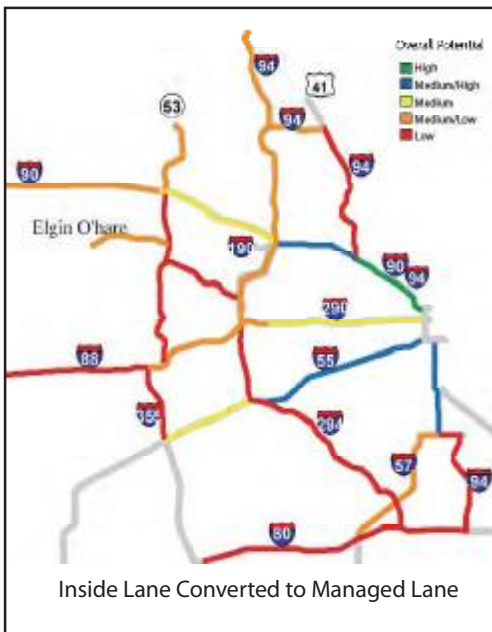 Overall Potential
High
Medium/High
Medium
Medium/Low
Low
94
41
53
94
94
90
Elgin O'hare
190
90
94
290
88
55
355
294
57
94
80
Inside Lane Converted to Managed Lane